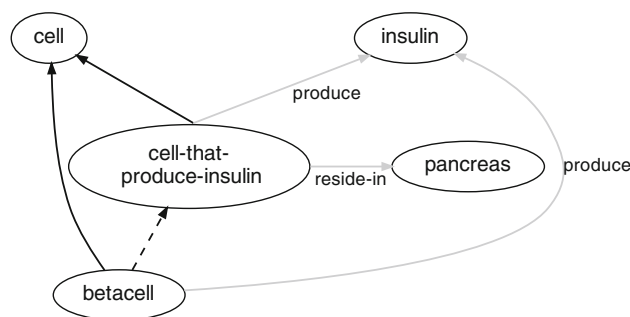 cell
insulin
produce
cell-that-
produce-insulin
reside-in
pancreas
produce
betacell